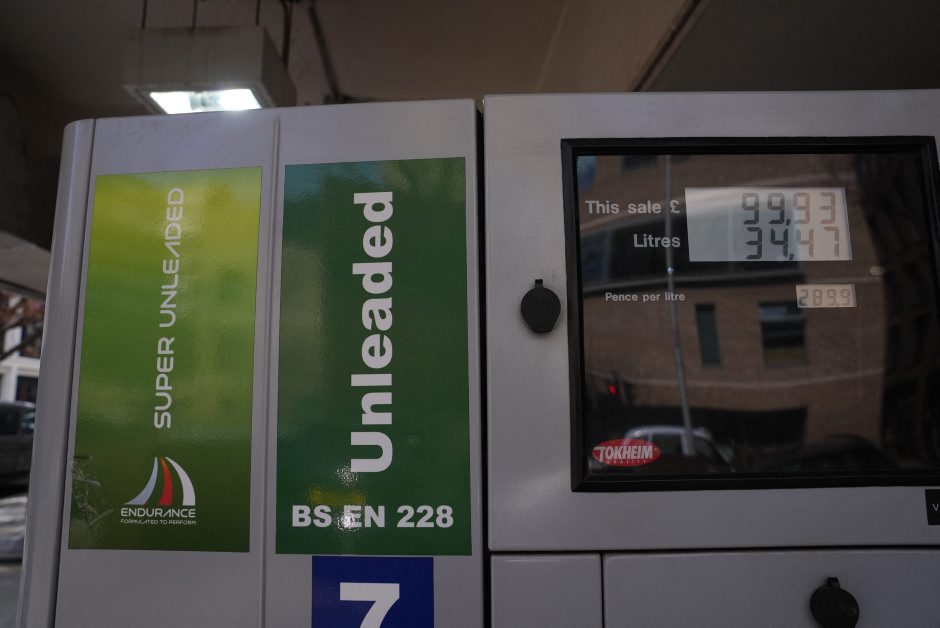 SUPER UNLEADED
ENDURANCE
FORMULATED TO PERFORM.
Unleaded
BS EN 228
7
This sale £ 99.93
Litres 34.47
Pence per litre 289.9
TOKHEIM
QUALITY
V